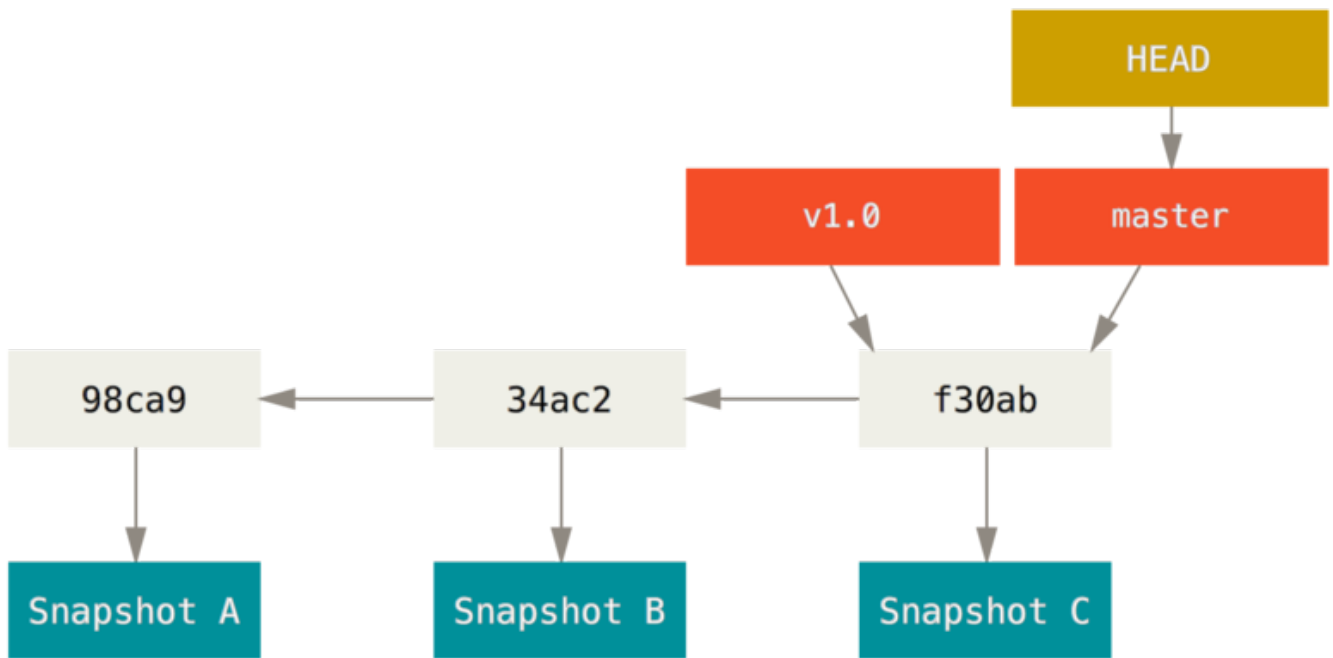 HEAD
v1.0
master
98ca9
34ac2
f30ab
Snapshot A
Snapshot B
Snapshot C